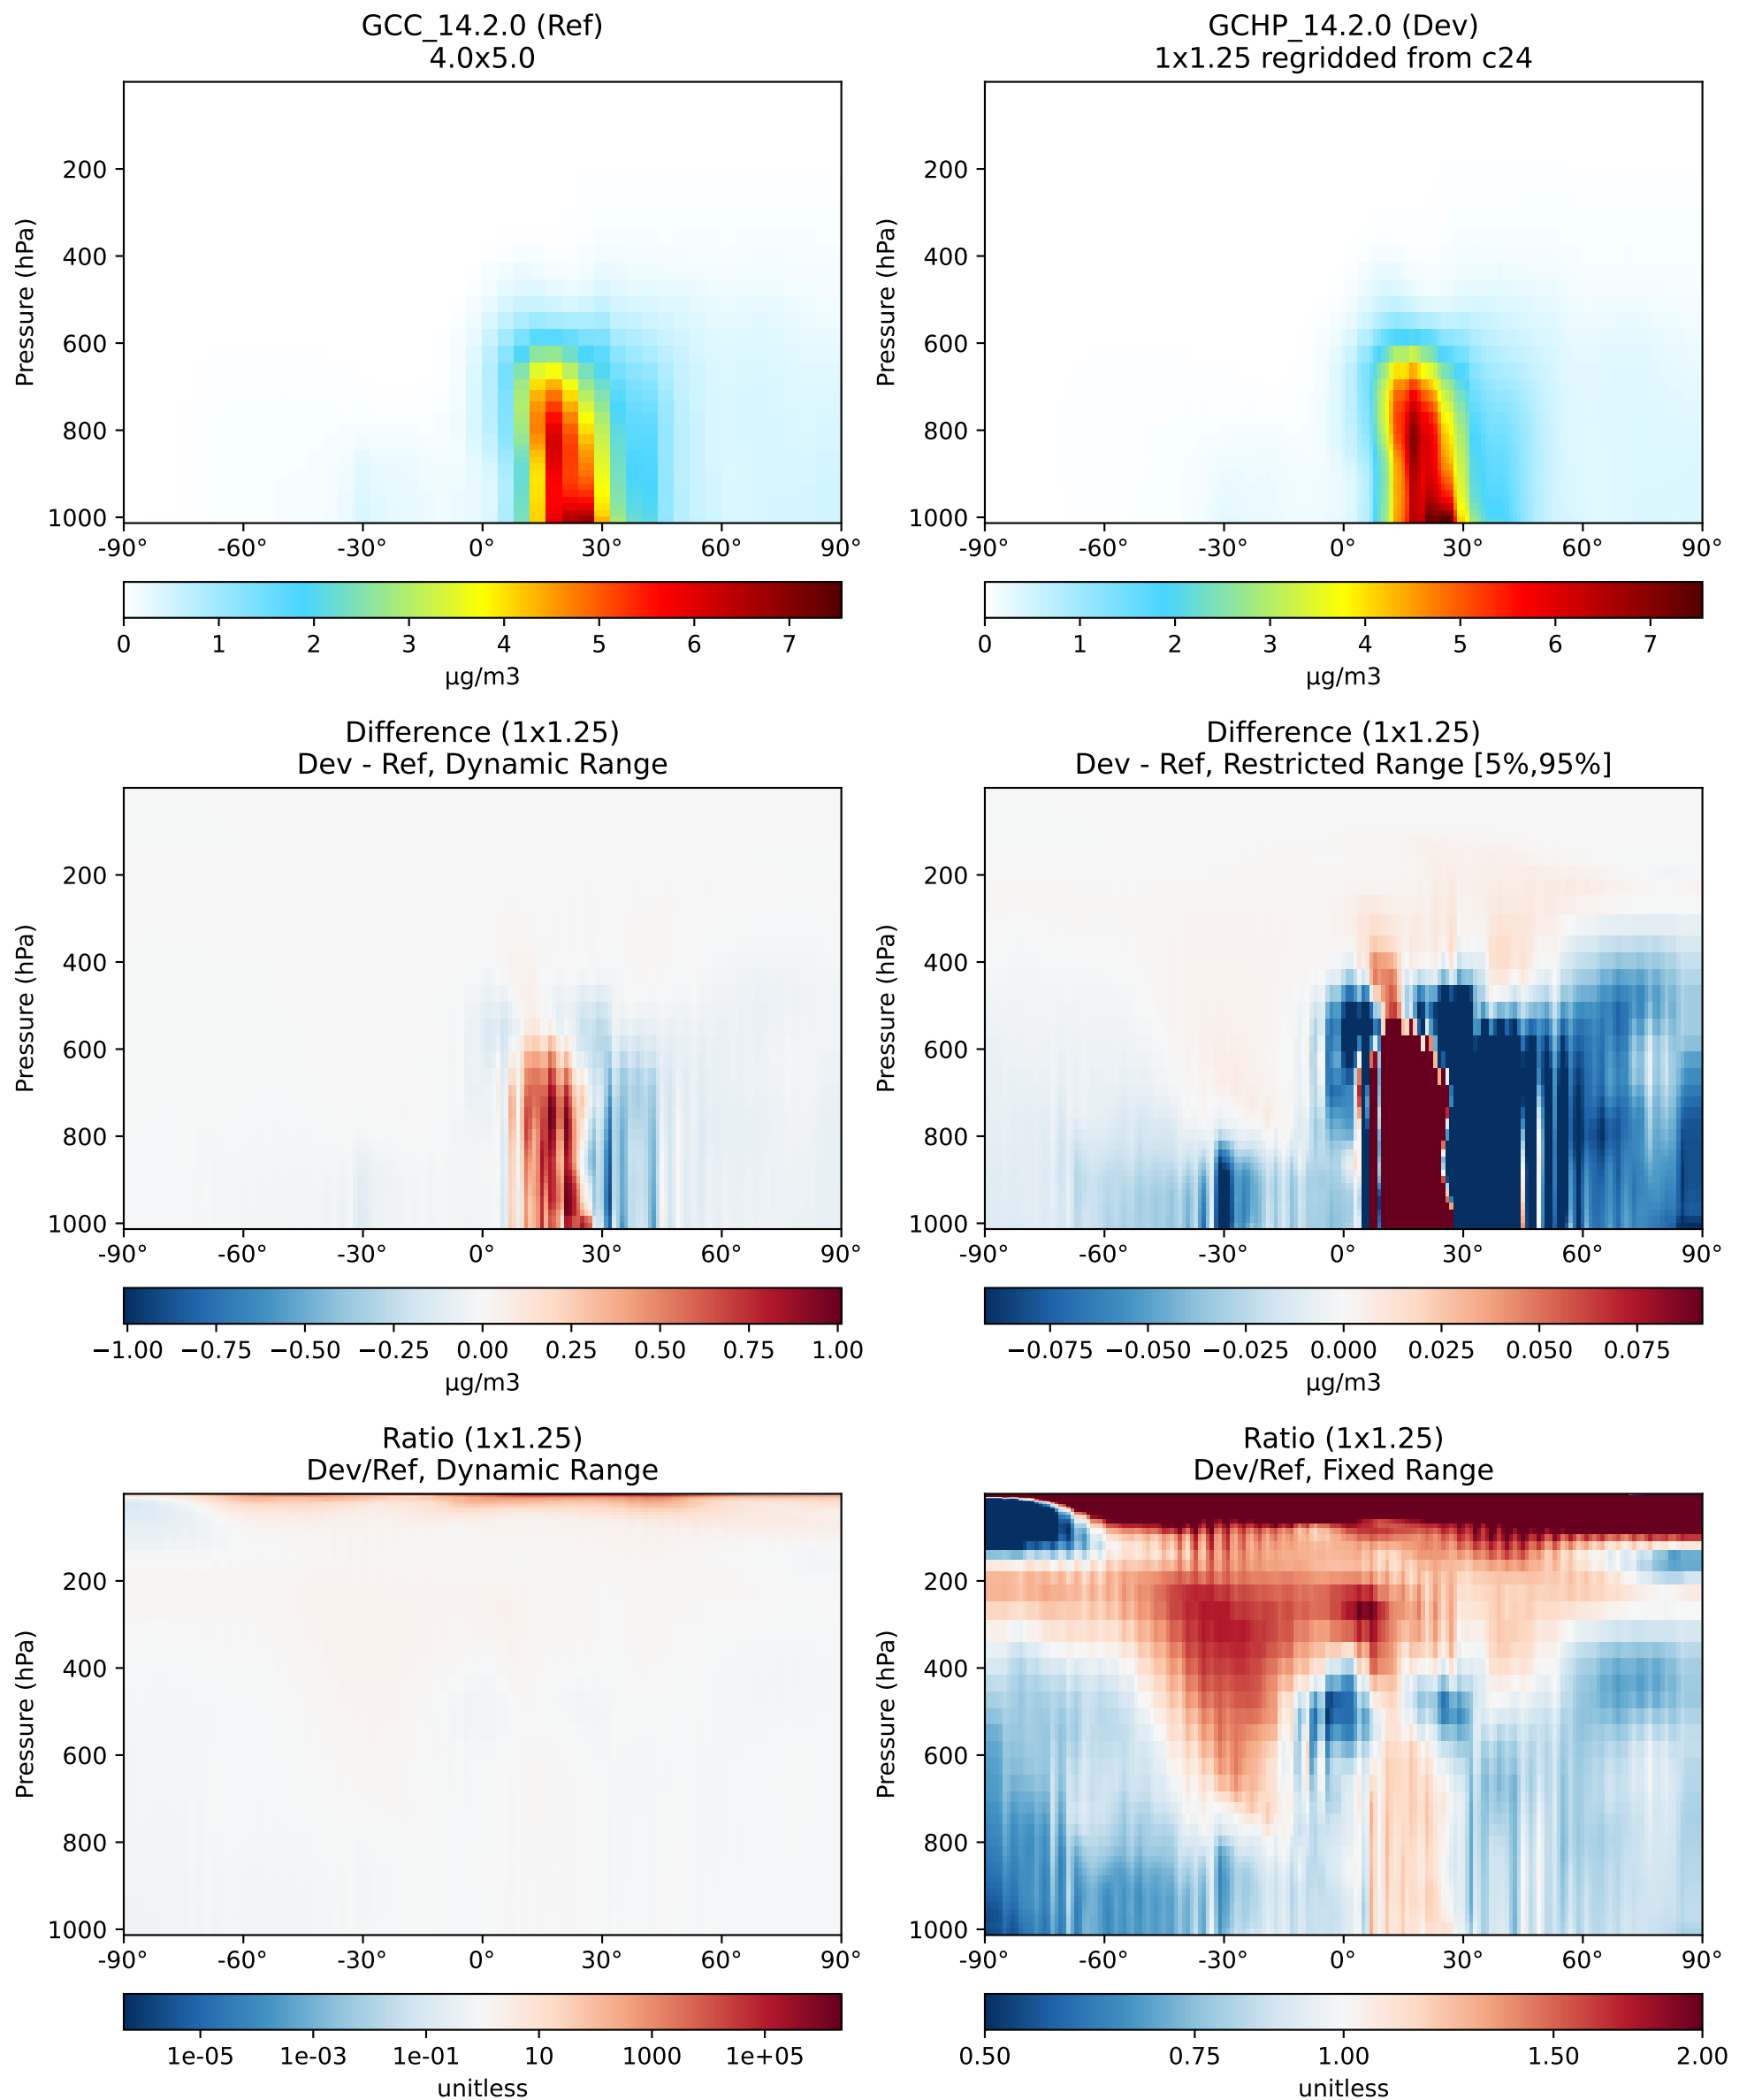 GCC_14.2.0 (Ref)
4.0x5.0
Pressure (hPa)
200
400
600
800
1000
-90° -60° -30° 0° 30° 60° 90°
0 1 2 3 4 5 6 7
µg/m3
GCHP_14.2.0 (Dev)
1x1.25 regridded from c24
Pressure (hPa)
200
400
600
800
1000
-90° -60° -30° 0° 30° 60° 90°
0 1 2 3 4 5 6 7
µg/m3
Difference (1x1.25)
Dev - Ref, Dynamic Range
Pressure (hPa)
200
400
600
800
1000
-90° -60° -30° 0° 30° 60° 90°
−1.00 −0.75 −0.50 −0.25 0.00 0.25 0.50 0.75 1.00
µg/m3
Difference (1x1.25)
Dev - Ref, Restricted Range [5%,95%]
Pressure (hPa)
200
400
600
800
1000
-90° -60° -30° 0° 30° 60° 90°
−0.075 −0.050 −0.025 0.000 0.025 0.050 0.075
µg/m3
Ratio (1x1.25)
Dev/Ref, Dynamic Range
Pressure (hPa)
200
400
600
800
1000
-90° -60° -30° 0° 30° 60° 90°
1e-05 1e-03 1e-01 10 1000 1e+05
unitless
Ratio (1x1.25)
Dev/Ref, Fixed Range
Pressure (hPa)
200
400
600
800
1000
-90° -60° -30° 0° 30° 60° 90°
0.50 0.75 1.00 1.50 2.00
unitless